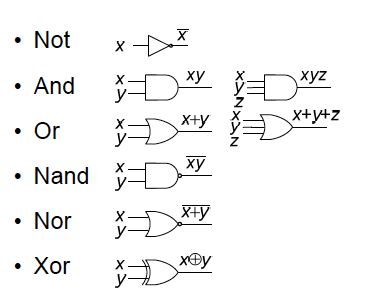 • Not x x̅
• And x y xy x y z xyz
• Or x y x+y x y z x+y+z
• Nand x y x̅y̅
• Nor x y x̅+̅y̅
• Xor x y x⊕y